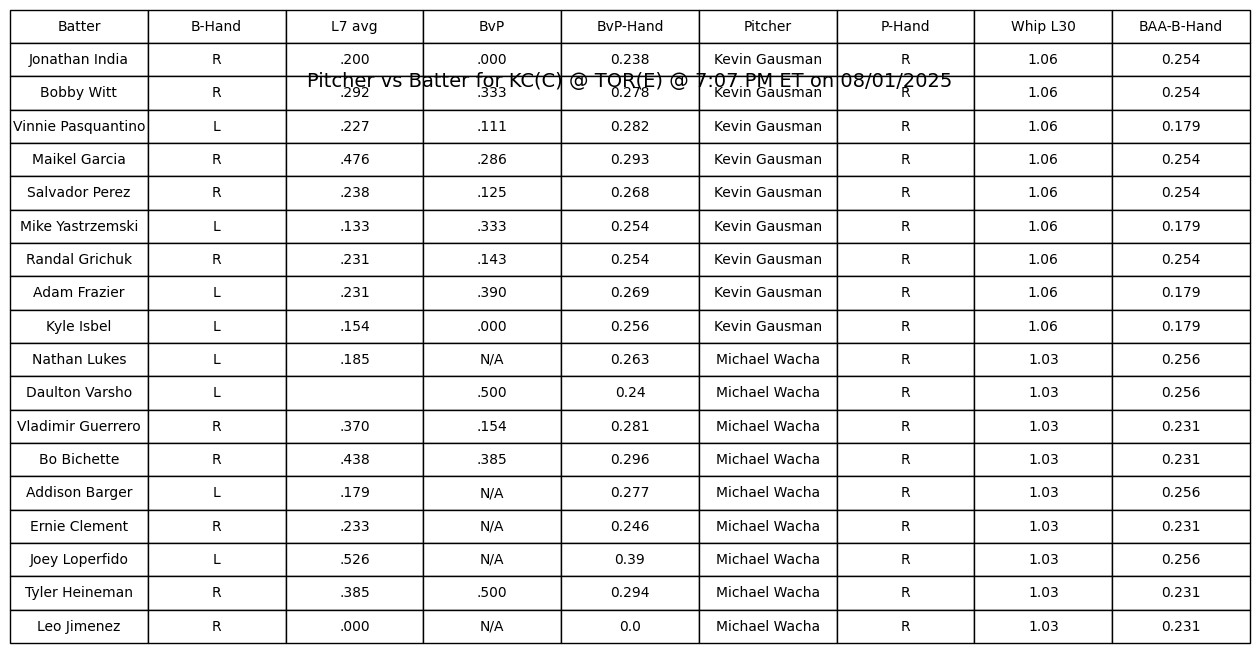 Batter B-Hand L7 avg BvP BvP-Hand Pitcher P-Hand Whip L30 BAA-B-Hand
Jonathan India R .200 .000 0.238 Kevin Gausman R 1.06 0.254
Pitcher vs Batter for KC(C) @ TOR(E) @ 7:07 PM ET on 08/01/2025
Bobby Witt R .292 .333 0.278 Kevin Gausman R 1.06 0.254
Vinnie Pasquantino L .227 .111 0.282 Kevin Gausman R 1.06 0.179
Maikel Garcia R .476 .286 0.293 Kevin Gausman R 1.06 0.254
Salvador Perez R .238 .125 0.268 Kevin Gausman R 1.06 0.254
Mike Yastrzemski L .133 .333 0.254 Kevin Gausman R 1.06 0.179
Randal Grichuk R .231 .143 0.254 Kevin Gausman R 1.06 0.254
Adam Frazier L .231 .390 0.269 Kevin Gausman R 1.06 0.179
Kyle Isbel L .154 .000 0.256 Kevin Gausman R 1.06 0.179
Nathan Lukes L .185 N/A 0.263 Michael Wacha R 1.03 0.256
Daulton Varsho L .500 0.24 Michael Wacha R 1.03 0.256
Vladimir Guerrero R .370 .154 0.281 Michael Wacha R 1.03 0.231
Bo Bichette R .438 .385 0.296 Michael Wacha R 1.03 0.231
Addison Barger L .179 N/A 0.277 Michael Wacha R 1.03 0.256
Ernie Clement R .233 N/A 0.246 Michael Wacha R 1.03 0.231
Joey Loperfido L .526 N/A 0.39 Michael Wacha R 1.03 0.256
Tyler Heineman R .385 .500 0.294 Michael Wacha R 1.03 0.231
Leo Jimenez R .000 N/A 0.0 Michael Wacha R 1.03 0.231